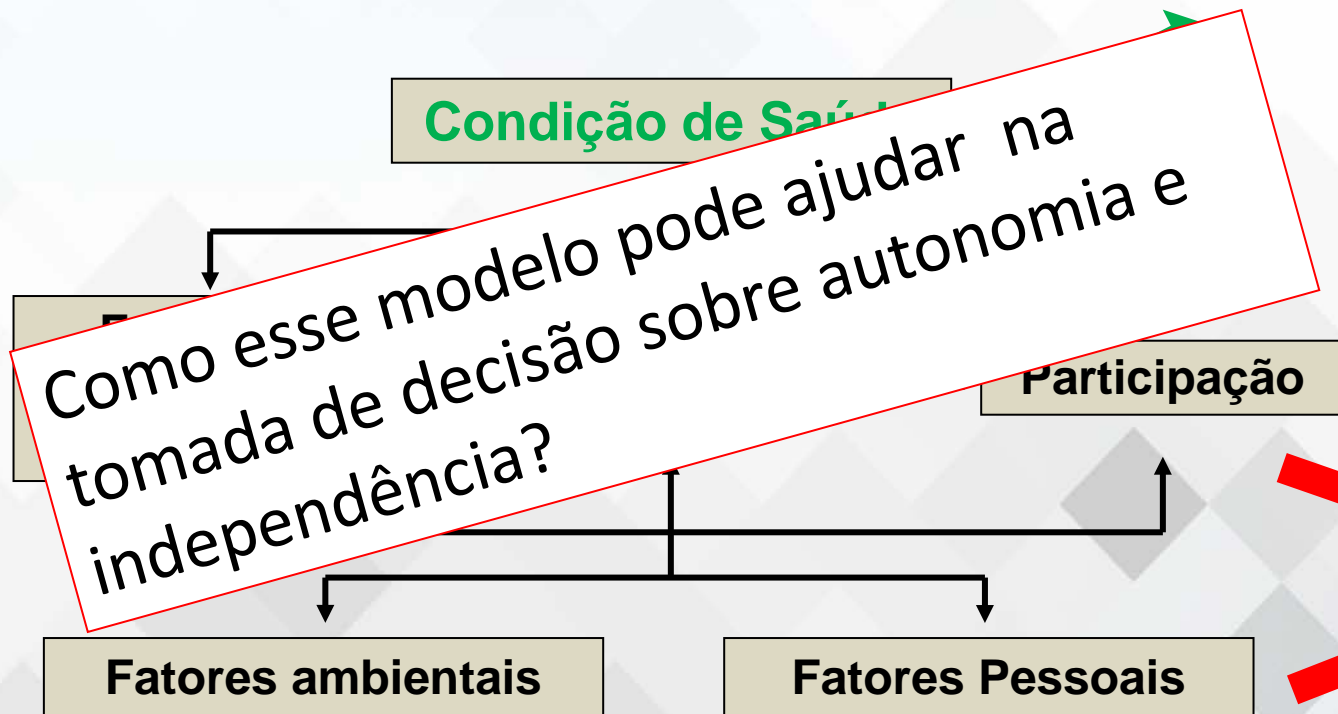 Condição de
Como esse modelo pode ajudar na
tomada de decisão sobre autonomia e
independência?
Participação
Fatores ambientais
Fatores Pessoais